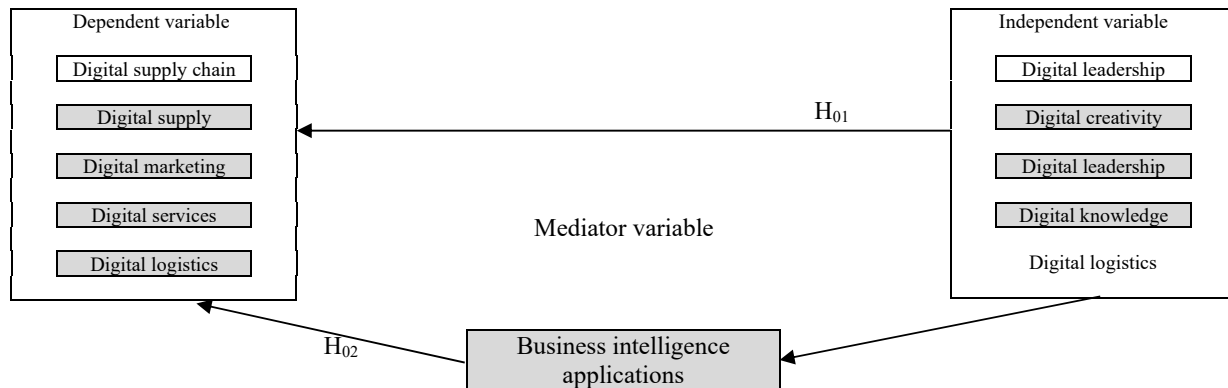 Dependent variable
Digital supply chain
Digital supply
Digital marketing
Digital services
Digital logistics
H01
Mediator variable
Independent variable
Digital leadership
Digital creativity
Digital leadership
Digital knowledge
Digital logistics
H02
Business intelligence
applications